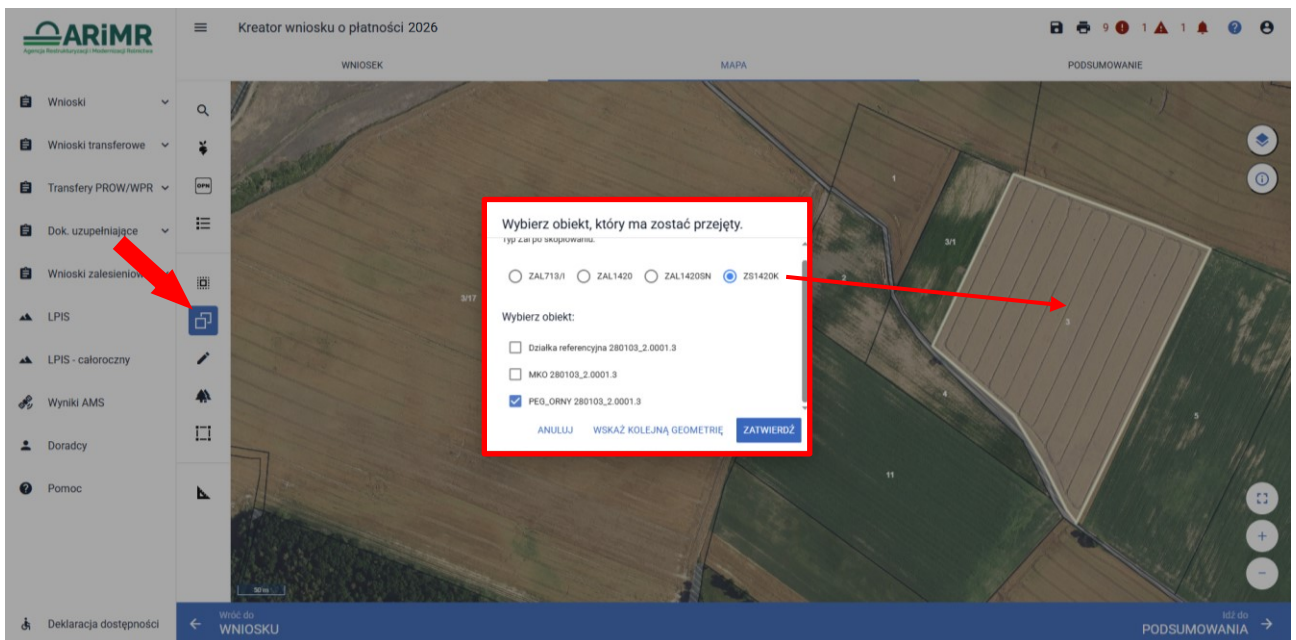 ARiMR
Agencja Restrukturyzacji i Modernizacji Rolnictwa
Kreator wniosku o płatności 2026
9 1 1
WNIOSEK MAPA PODSUMOWANIE
Wnioski
Wnioski transferowe
Transfery PROW/WPR
Dok. uzupełniające
Wnioski zalesieniow
LPIS
LPIS - całoroczny
Wyniki AMS
Doradcy
Pomoc
Deklaracja dostępności
OPN
Wybierz obiekt, który ma zostać przejęty.
Typ Zal po skopiowaniu:
ZAL713/I ZAL1420 ZAL1420SN ZS1420K
Wybierz obiekt:
Działka referencyjna 280103_2.0001.3
MKO 280103_2.0001.3
PEG_ORNY 280103_2.0001.3
ANULUJ WSKAŻ KOLEJNĄ GEOMETRIĘ ZATWIERDŹ
1
3/1
2
3/17
3
4
5
11
50 m
Wróć do
WNIOSKU
Idź do
PODSUMOWANIA